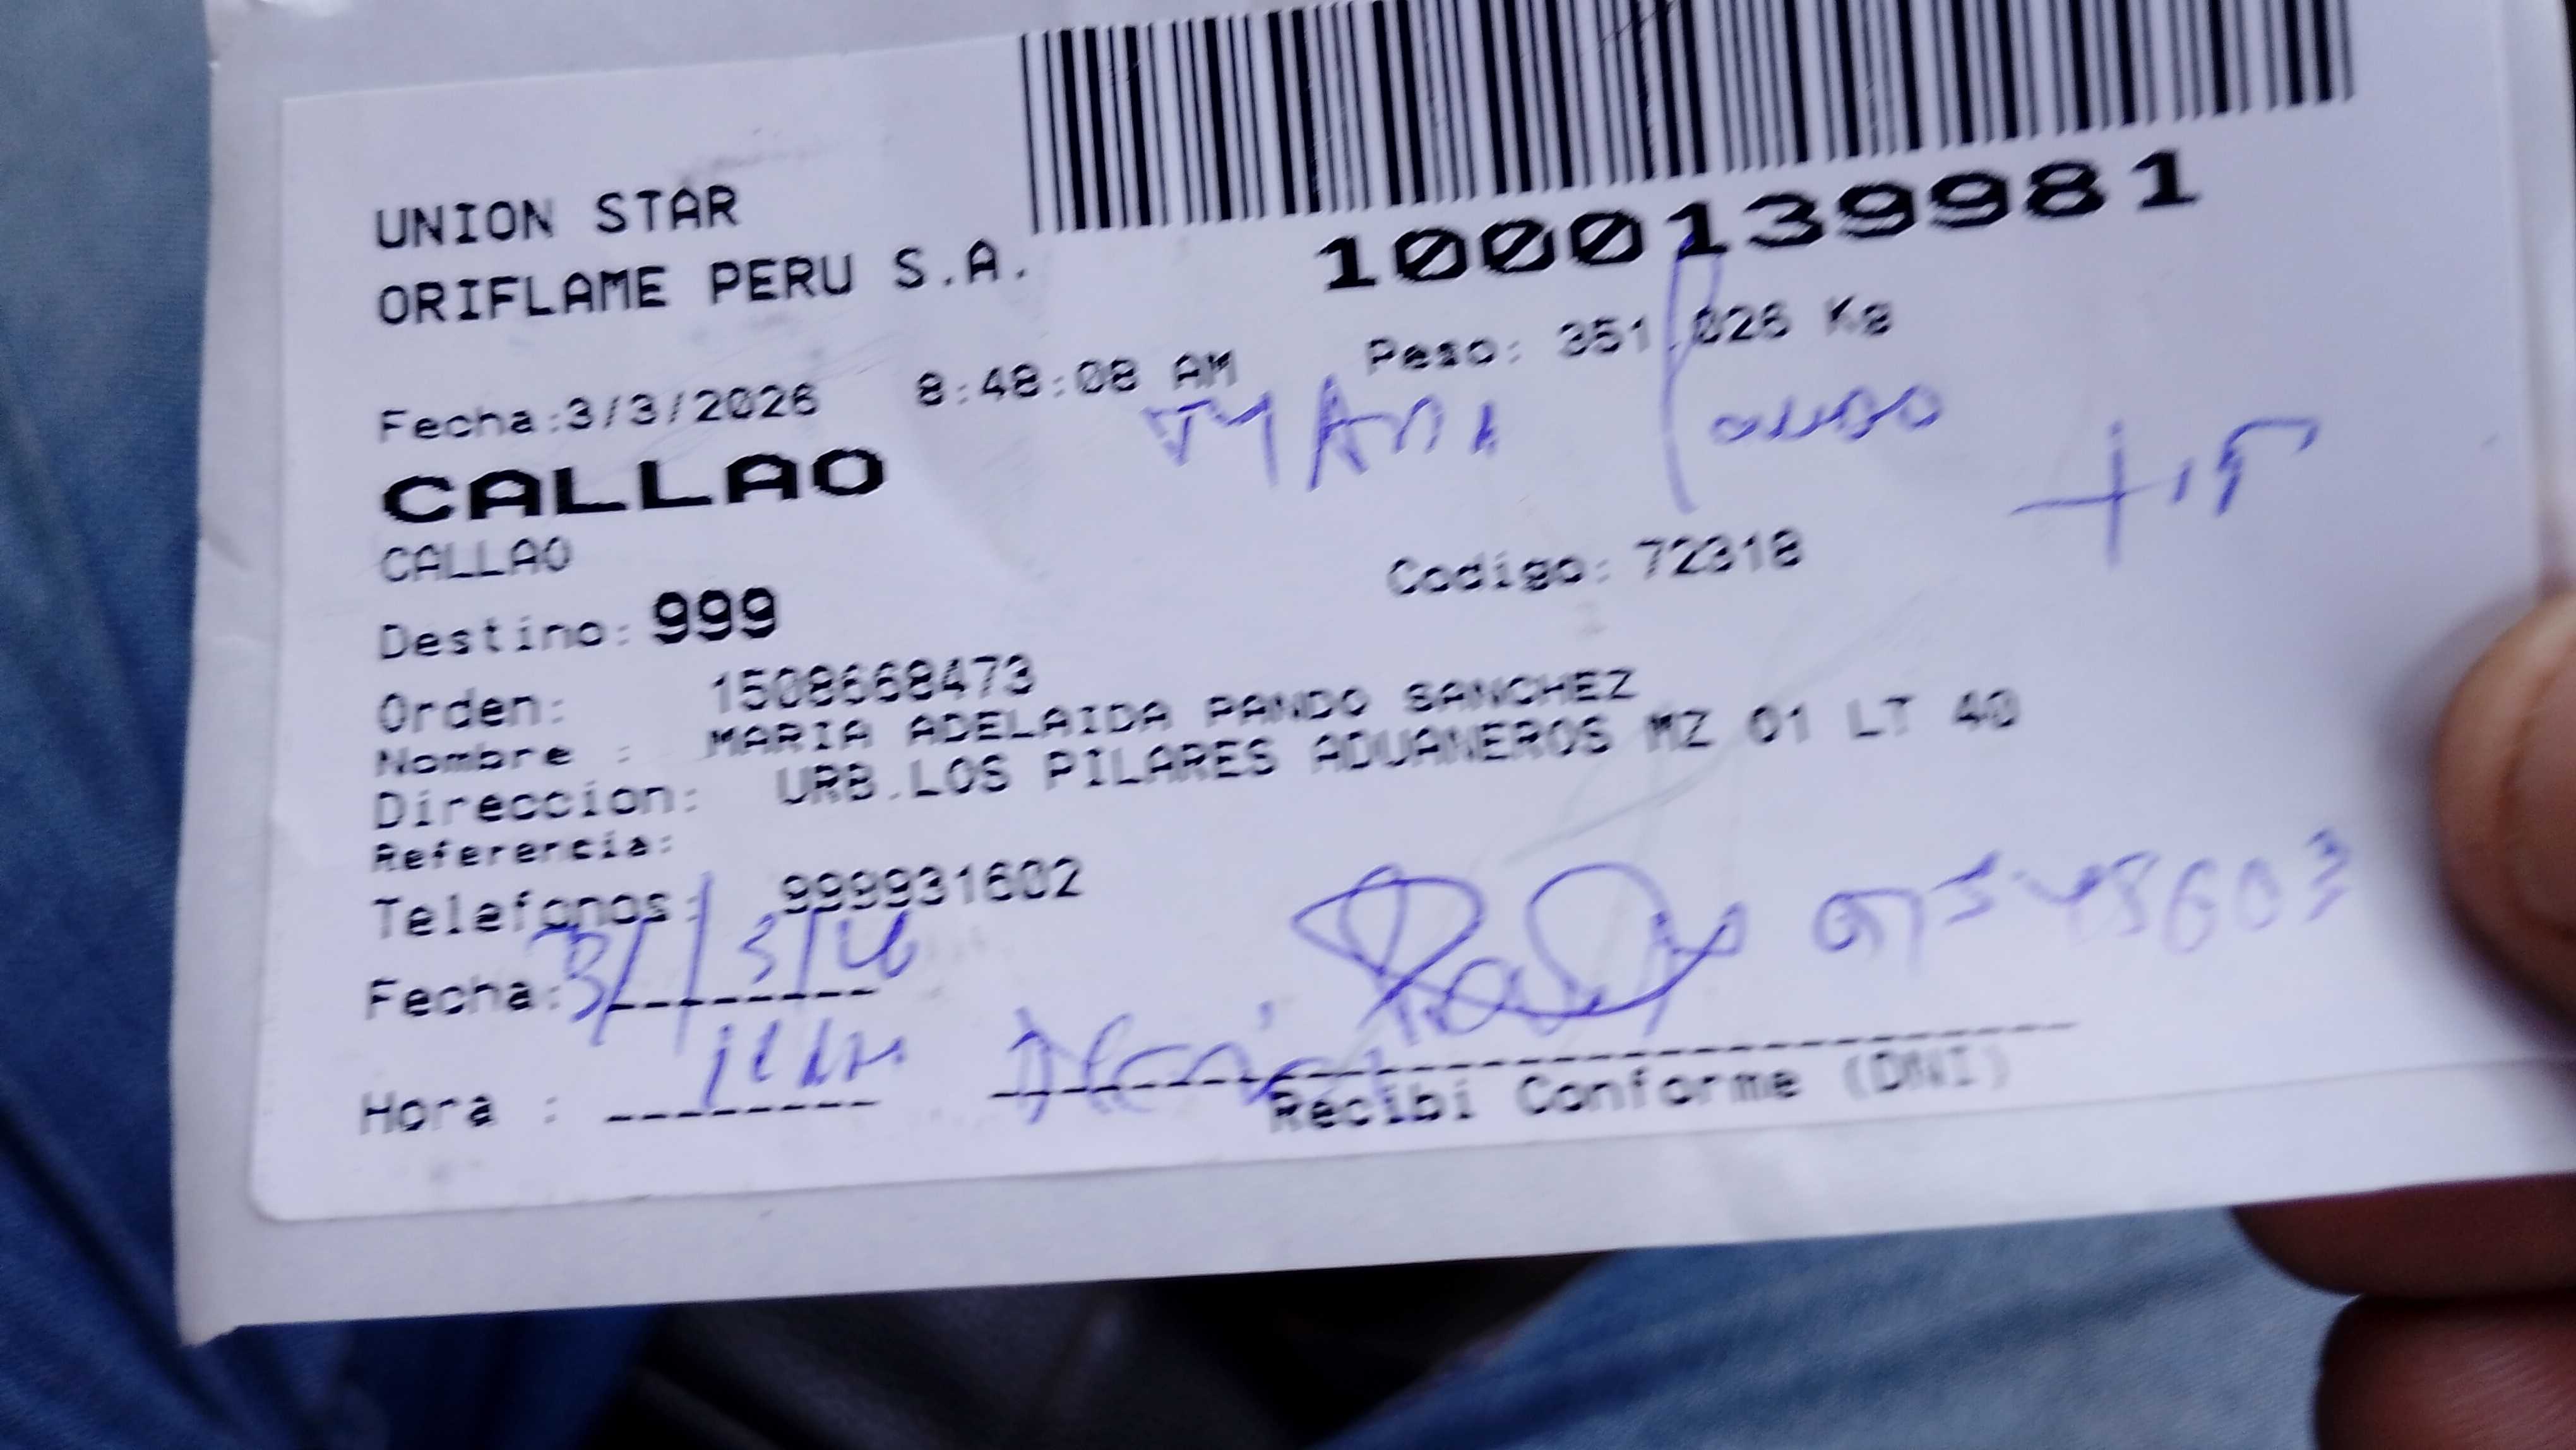 UNION STAR
ORIFLAME PERU S.A.
1000139981
Fecha:3/3/2026 8:48:08 AM Peso: 351.026 Kg
CALLAO
CALLAO
Codigo: 72318
Destino: 999
Orden: 1508668473
Nombre : MARIA ADELAIDA PANDO SANCHEZ
Direccion: URB.LOS PILARES ADUANEROS MZ 01 LT 40
Referencia:
Telefonos: 999931602
Fecha:
Hora :
Recibi Conforme (DNI)